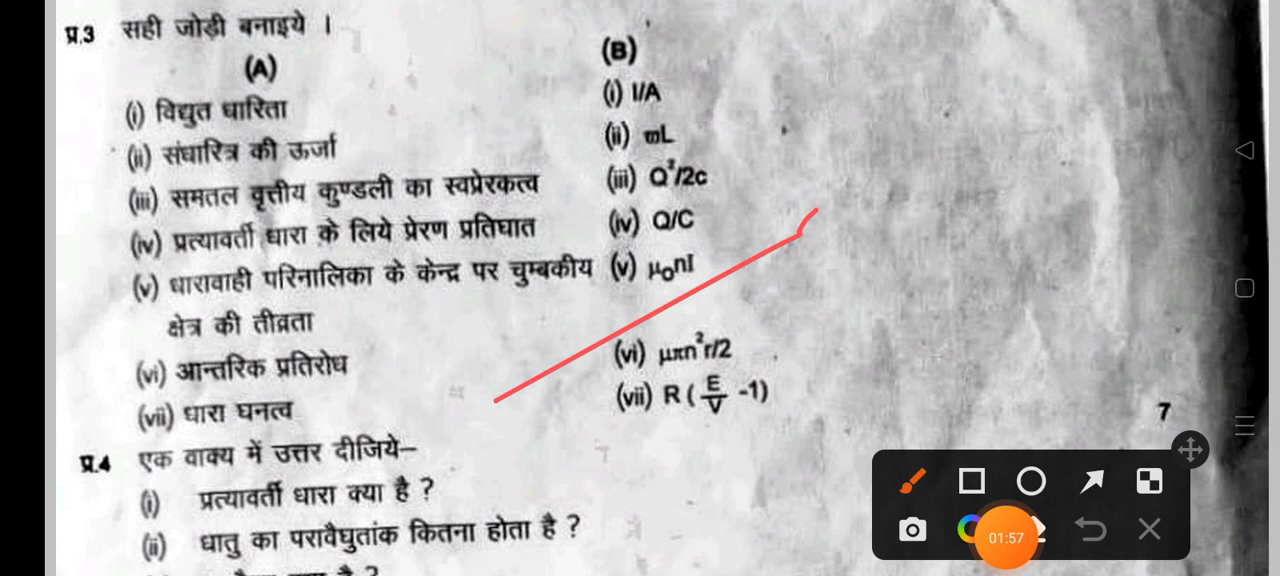 प्र.3 सही जोड़ी बनाइये ।
(A) (B)
(i) विद्युत धारिता (i) I/A
(ii) संघारित्र की ऊर्जा (ii) ωL
(iii) समतल वृत्तीय कुण्डली का स्वप्रेरकत्व (iii) Q²/2c
(iv) प्रत्यावर्ती धारा के लिये प्रेरण प्रतिघात (iv) Q/C
(v) धारावाही परिनालिका के केन्द्र पर चुम्बकीय (v) μ₀nI
क्षेत्र की तीव्रता
(vi) आन्तरिक प्रतिरोध (vi) μπn²r/2
(vii) धारा घनत्व (vii) R ( E/V -1)
7
प्र.4 एक वाक्य में उत्तर दीजिये–
(i) प्रत्यावर्ती धारा क्या है ?
(ii) धातु का परावैघुतांक कितना होता है ?
01:57